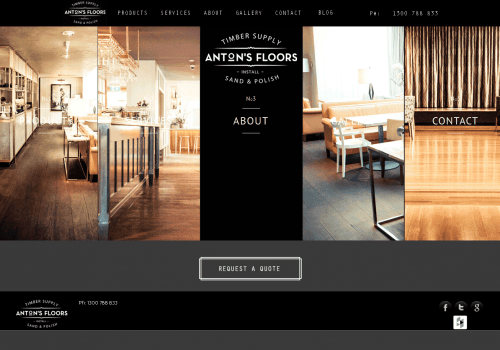 TIMBER SUPPLY
ANTON'S FLOORS
INSTALL
SAND & POLISH
PRODUCTS SERVICES ABOUT GALLERY CONTACT BLOG
Ph: 1300 788 833
TIMBER SUPPLY
ANTON'S FLOORS
INSTALL
SAND & POLISH
№3
ABOUT
CONTACT
REQUEST A QUOTE
TIMBER SUPPLY
ANTON'S FLOORS
INSTALL
SAND & POLISH
Ph: 1300 788 833